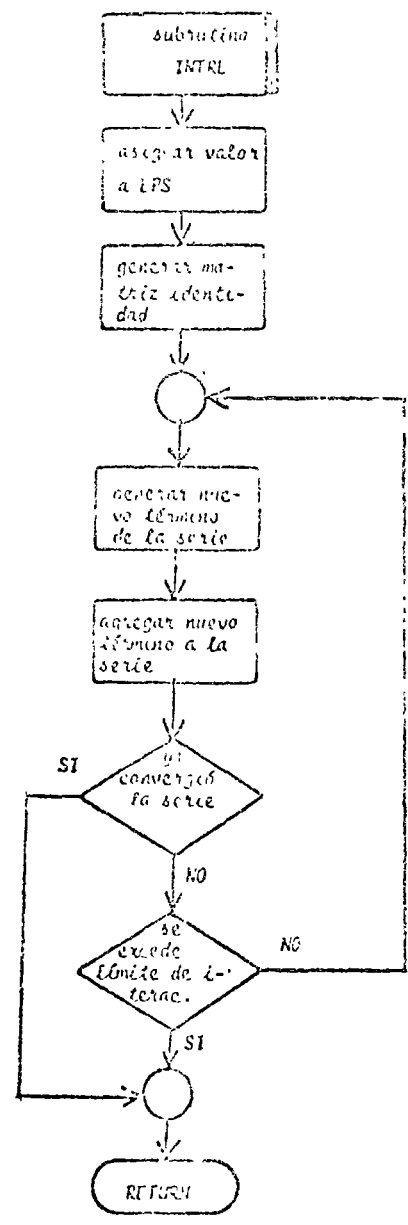 subrutina
INTRL
asignar valor
a EPS
generar ma-
triz identi-
dad
generar nue-
vo término
de la serie
agregar nuevo
término a la
serie
ya
convergió
la serie
SI
NO
se
excede
límite de i-
terac.
NO
SI
RETURN